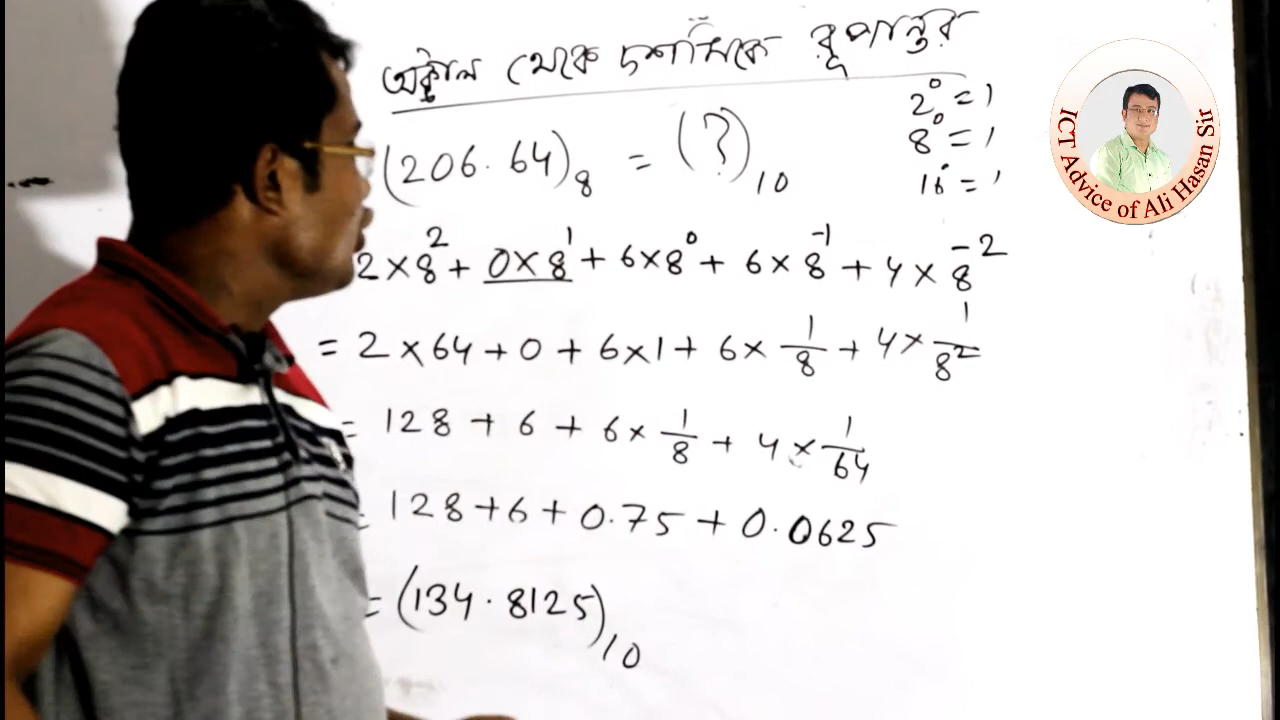 অক্টাল থেকে দশমিকে রূপান্তর
(206.64)₈ = (?)₁₀
2⁰ = 1
8⁰ = 1
16⁰ = 1
2×8² + 0×8¹ + 6×8⁰ + 6×8⁻¹ + 4×8⁻²
= 2×64 + 0 + 6×1 + 6×1/8 + 4×1/8²
= 128 + 6 + 6×1/8 + 4×1/64
= 128+6+0.75+0.0625
= (134.8125)₁₀
ICT Advice of Ali Hasan Sir